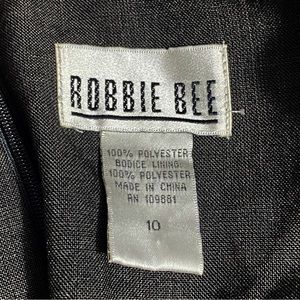 ROBBIE BEE
100% POLYESTER
BODICE LINING:
100% POLYESTER
MADE IN CHINA
RN 109881
10